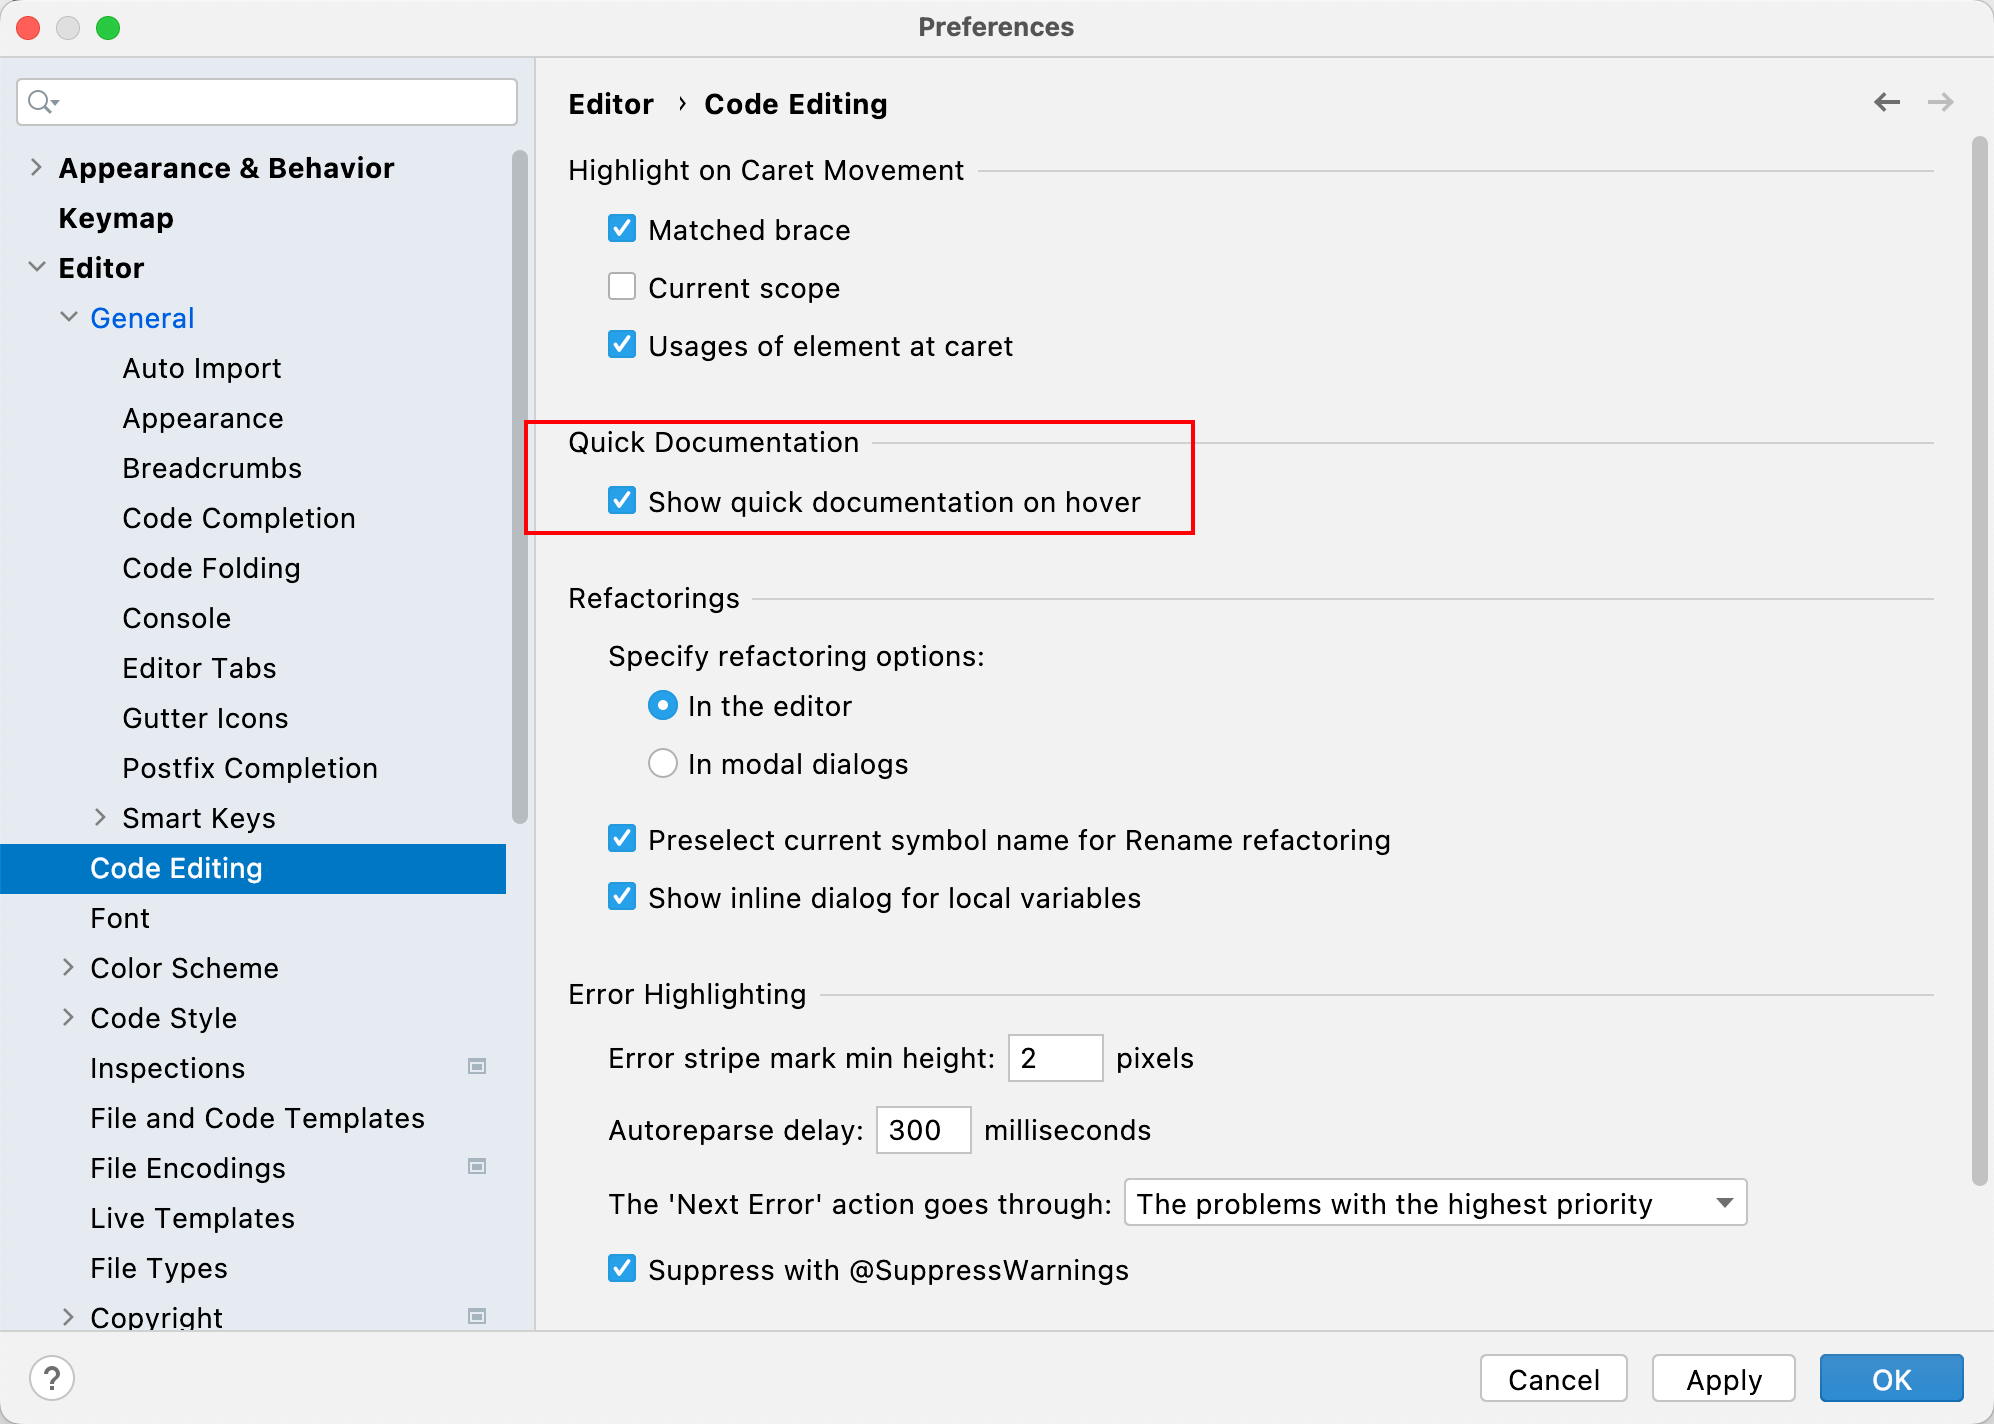 Preferences
Appearance & Behavior
Keymap
Editor
General
Auto Import
Appearance
Breadcrumbs
Code Completion
Code Folding
Console
Editor Tabs
Gutter Icons
Postfix Completion
Smart Keys
Code Editing
Font
Color Scheme
Code Style
Inspections
File and Code Templates
File Encodings
Live Templates
File Types
Copyright
Editor › Code Editing
Highlight on Caret Movement
Matched brace
Current scope
Usages of element at caret
Quick Documentation
Show quick documentation on hover
Refactorings
Specify refactoring options:
In the editor
In modal dialogs
Preselect current symbol name for Rename refactoring
Show inline dialog for local variables
Error Highlighting
Error stripe mark min height: 2 pixels
Autoreparse delay: 300 milliseconds
The 'Next Error' action goes through: The problems with the highest priority
Suppress with @SuppressWarnings
? Cancel Apply OK